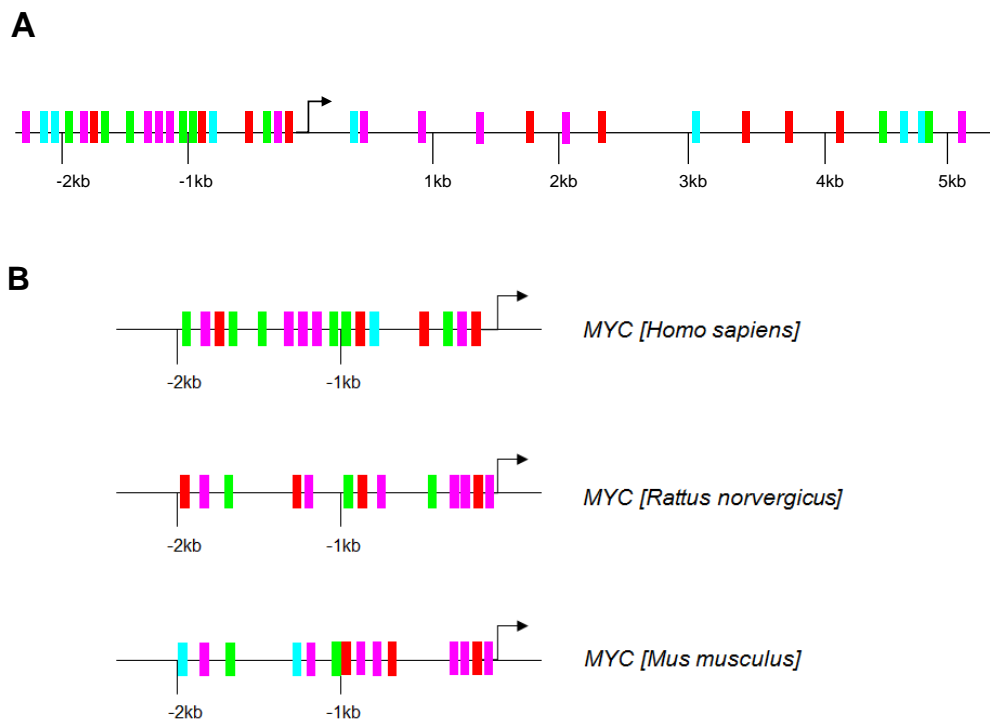 A
-2kb -1kb 1kb 2kb 3kb 4kb 5kb
B
MYC [Homo sapiens]
-2kb -1kb
MYC [Rattus norvergicus]
-2kb -1kb
MYC [Mus musculus]
-2kb -1kb